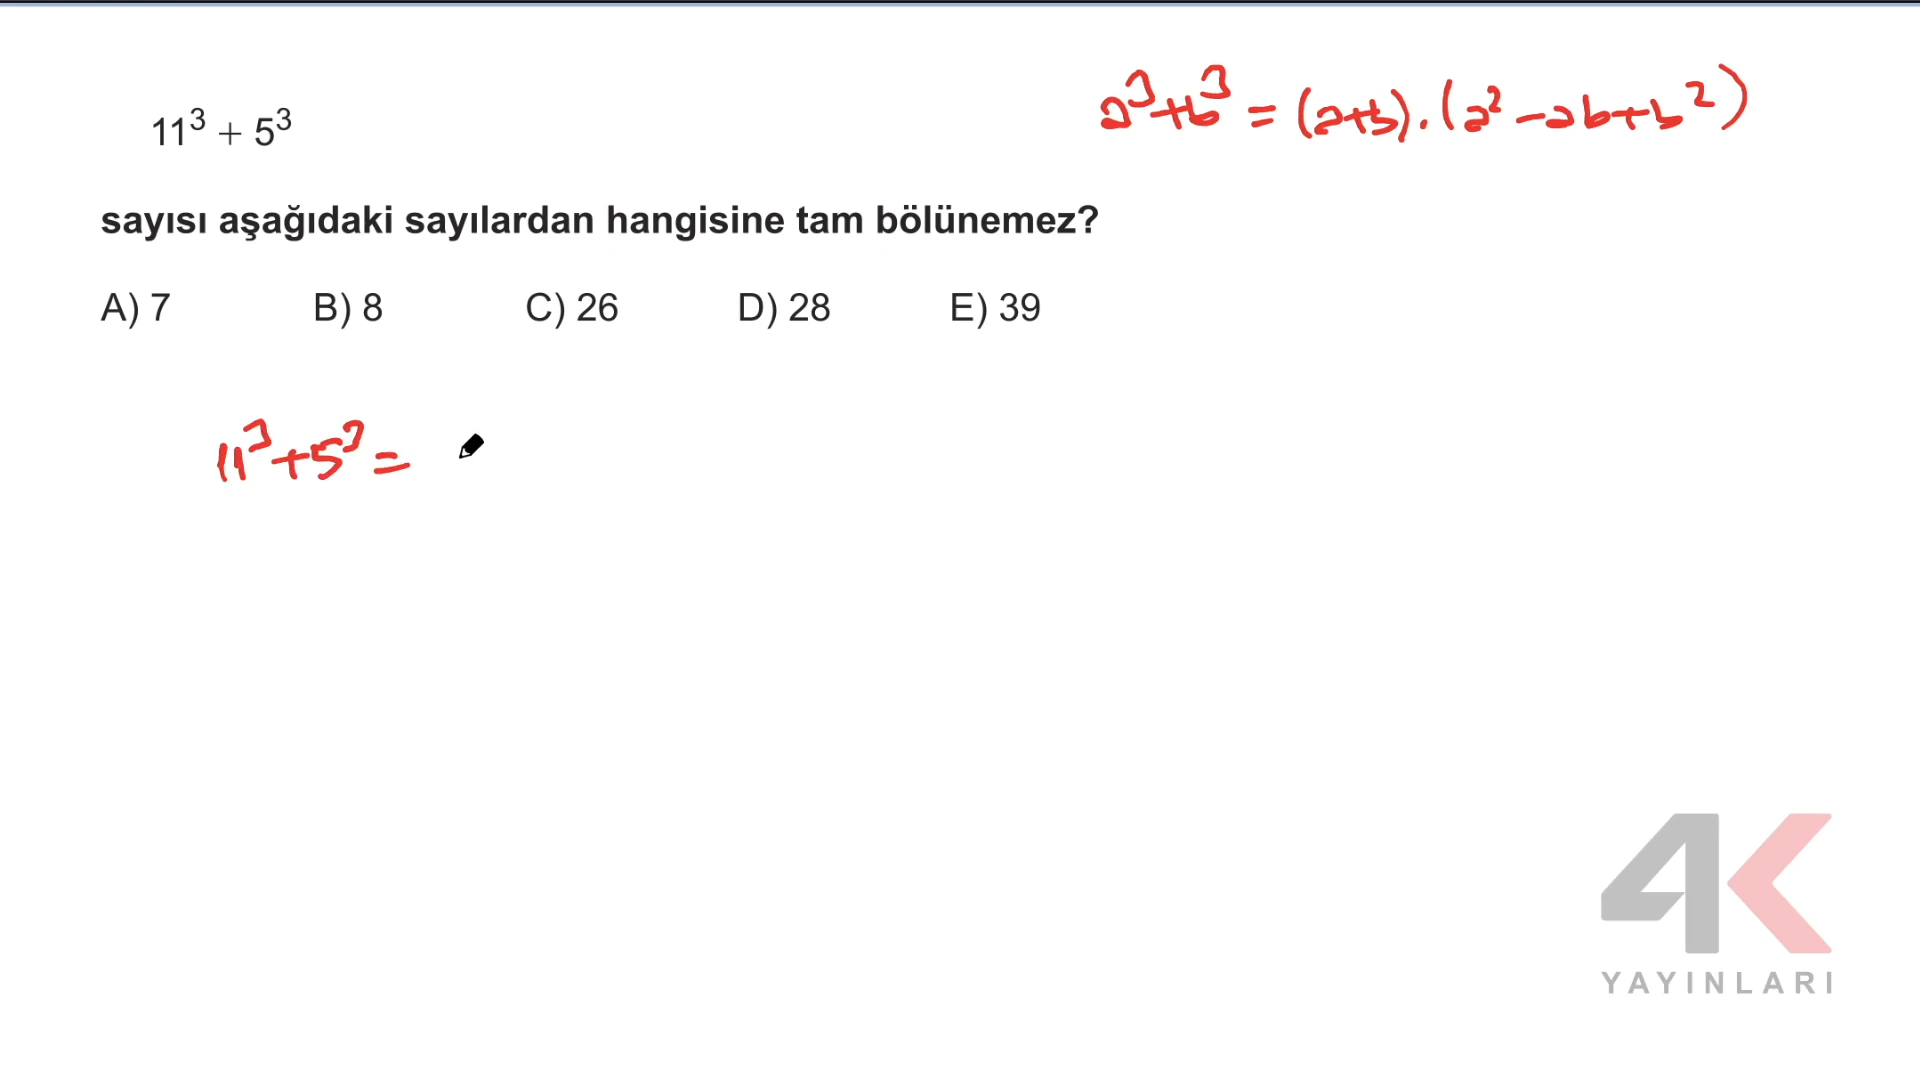 11³ + 5³
a³+b³ = (a+b).(a²-ab+b²)
sayısı aşağıdaki sayılardan hangisine tam bölünemez?
A) 7 B) 8 C) 26 D) 28 E) 39
11³+5³=
4K
YAYINLARI